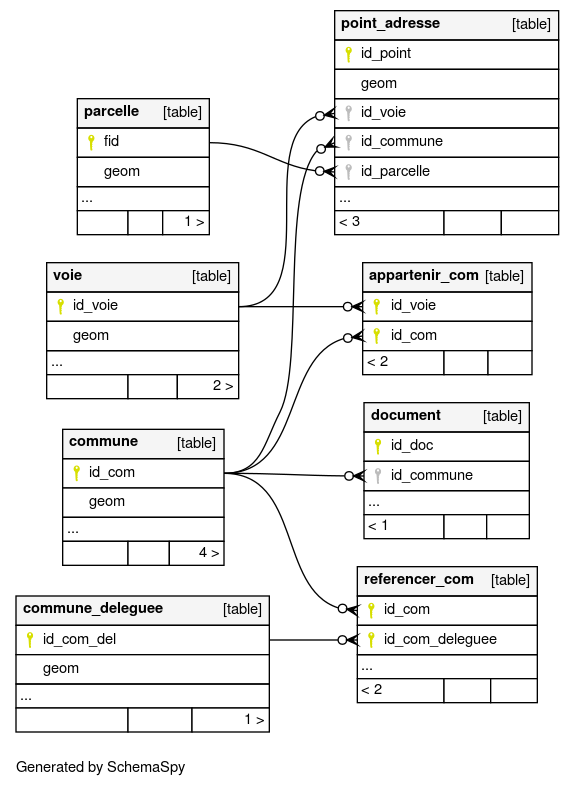 point_adresse [table]
id_point
geom
id_voie
id_commune
id_parcelle
...
< 3
parcelle [table]
fid
geom
...
1 >
voie [table]
id_voie
geom
...
2 >
appartenir_com [table]
id_voie
id_com
< 2
document [table]
id_doc
id_commune
...
< 1
commune [table]
id_com
geom
...
4 >
referencer_com [table]
id_com
id_com_deleguee
...
< 2
commune_deleguee [table]
id_com_del
geom
...
1 >
Generated by SchemaSpy